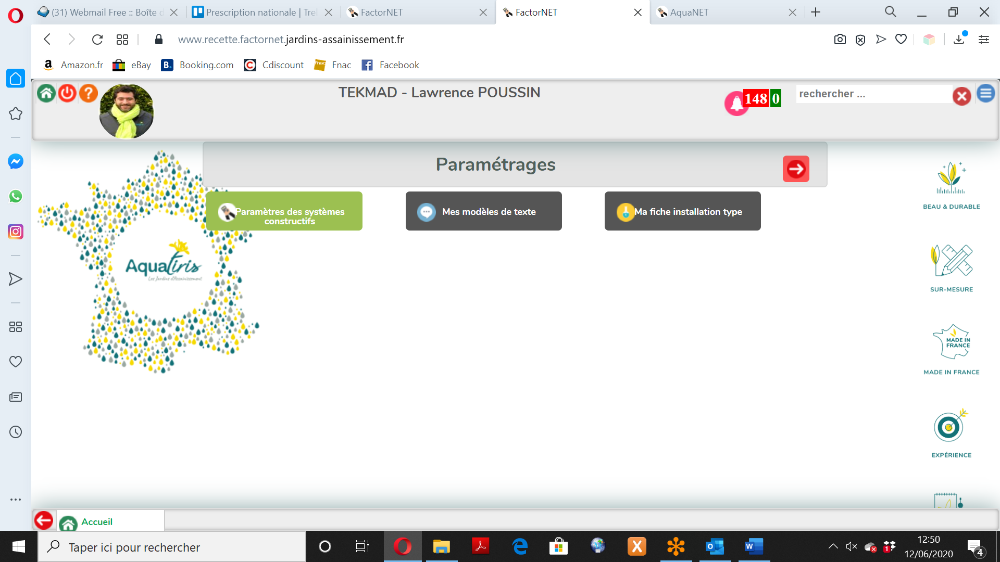 (31) Webmail Free :: Boîte d
Prescription nationale | Trel
FactorNET
FactorNET
AquaNET
www.recette.factornet.jardins-assainissement.fr
Amazon.fr
eBay
Booking.com
Cdiscount
Fnac
Facebook
TEKMAD - Lawrence POUSSIN
148 0
rechercher ...
Paramétrages
Paramètres des systèmes
constructifs
Mes modèles de texte
Ma fiche installation type
Aquatiris
Les Jardins d'Assainissement
BEAU & DURABLE
SUR-MESURE
MADE IN
FRANCE
MADE IN FRANCE
EXPÉRIENCE
Accueil
Taper ici pour rechercher
1
12:50
12/06/2020
4